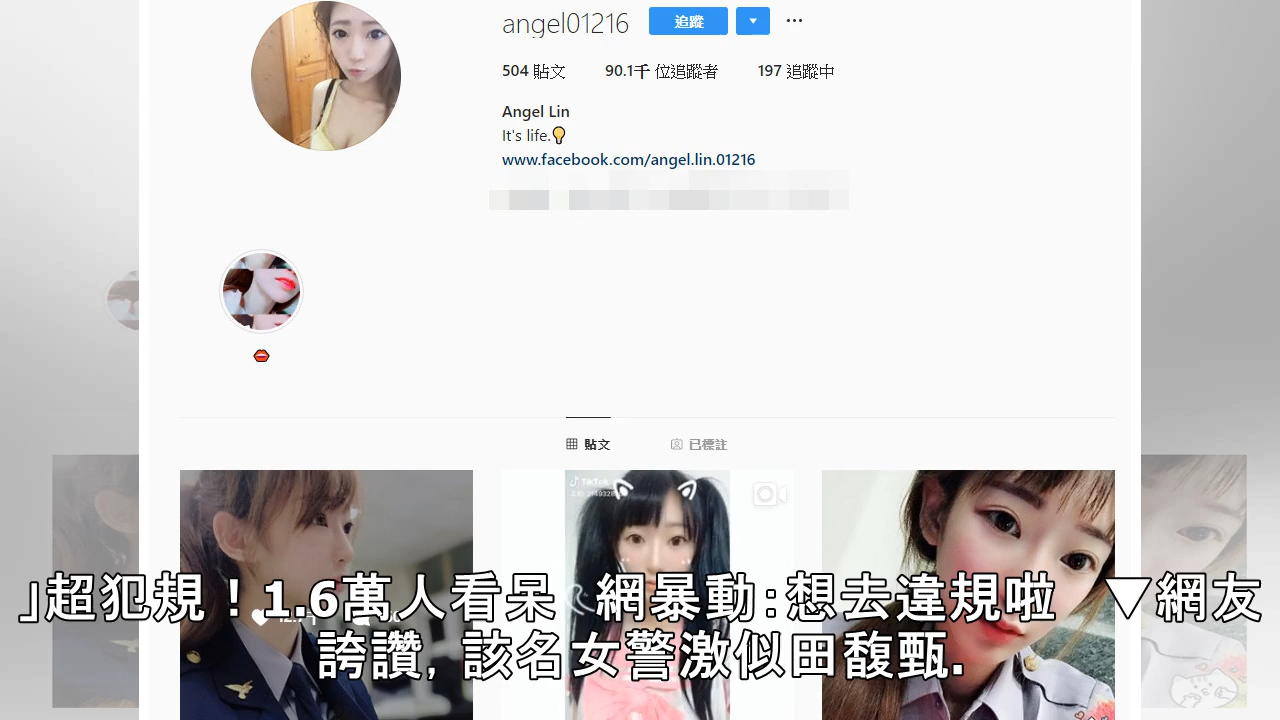 angel01216 追蹤
504 貼文 90.1千 位追蹤者 197 追蹤中
Angel Lin
It's life.
www.facebook.com/angel.lin.01216
貼文 已標註
TikTok
」超犯規！1.6萬人看呆 網暴動:想去違規啦 ▼網友
誇讚, 該名女警激似田馥甄.